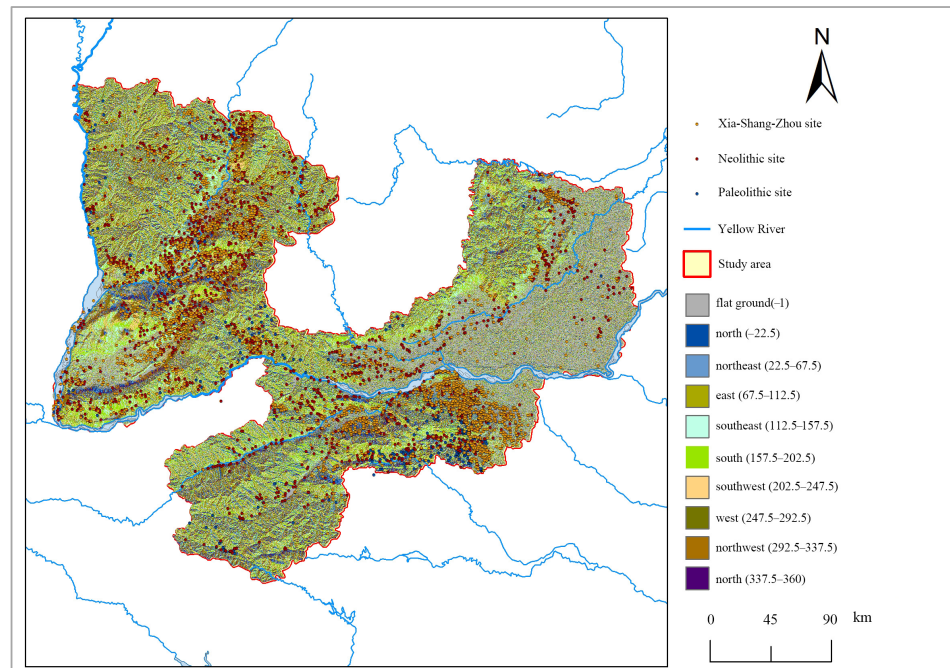 N
Xia-Shang-Zhou site
Neolithic site
Paleolithic site
Yellow River
Study area
flat ground(–1)
north (–22.5)
northeast (22.5–67.5)
east (67.5–112.5)
southeast (112.5–157.5)
south (157.5–202.5)
southwest (202.5–247.5)
west (247.5–292.5)
northwest (292.5–337.5)
north (337.5–360)
0 45 90 km